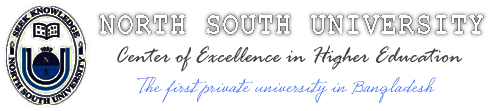 SEEK KNOWLEDGE
NORTH SOUTH UNIVERSITY
NORTH SOUTH UNIVERSITY
Center of Excellence in Higher Education
The first private university in Bangladesh